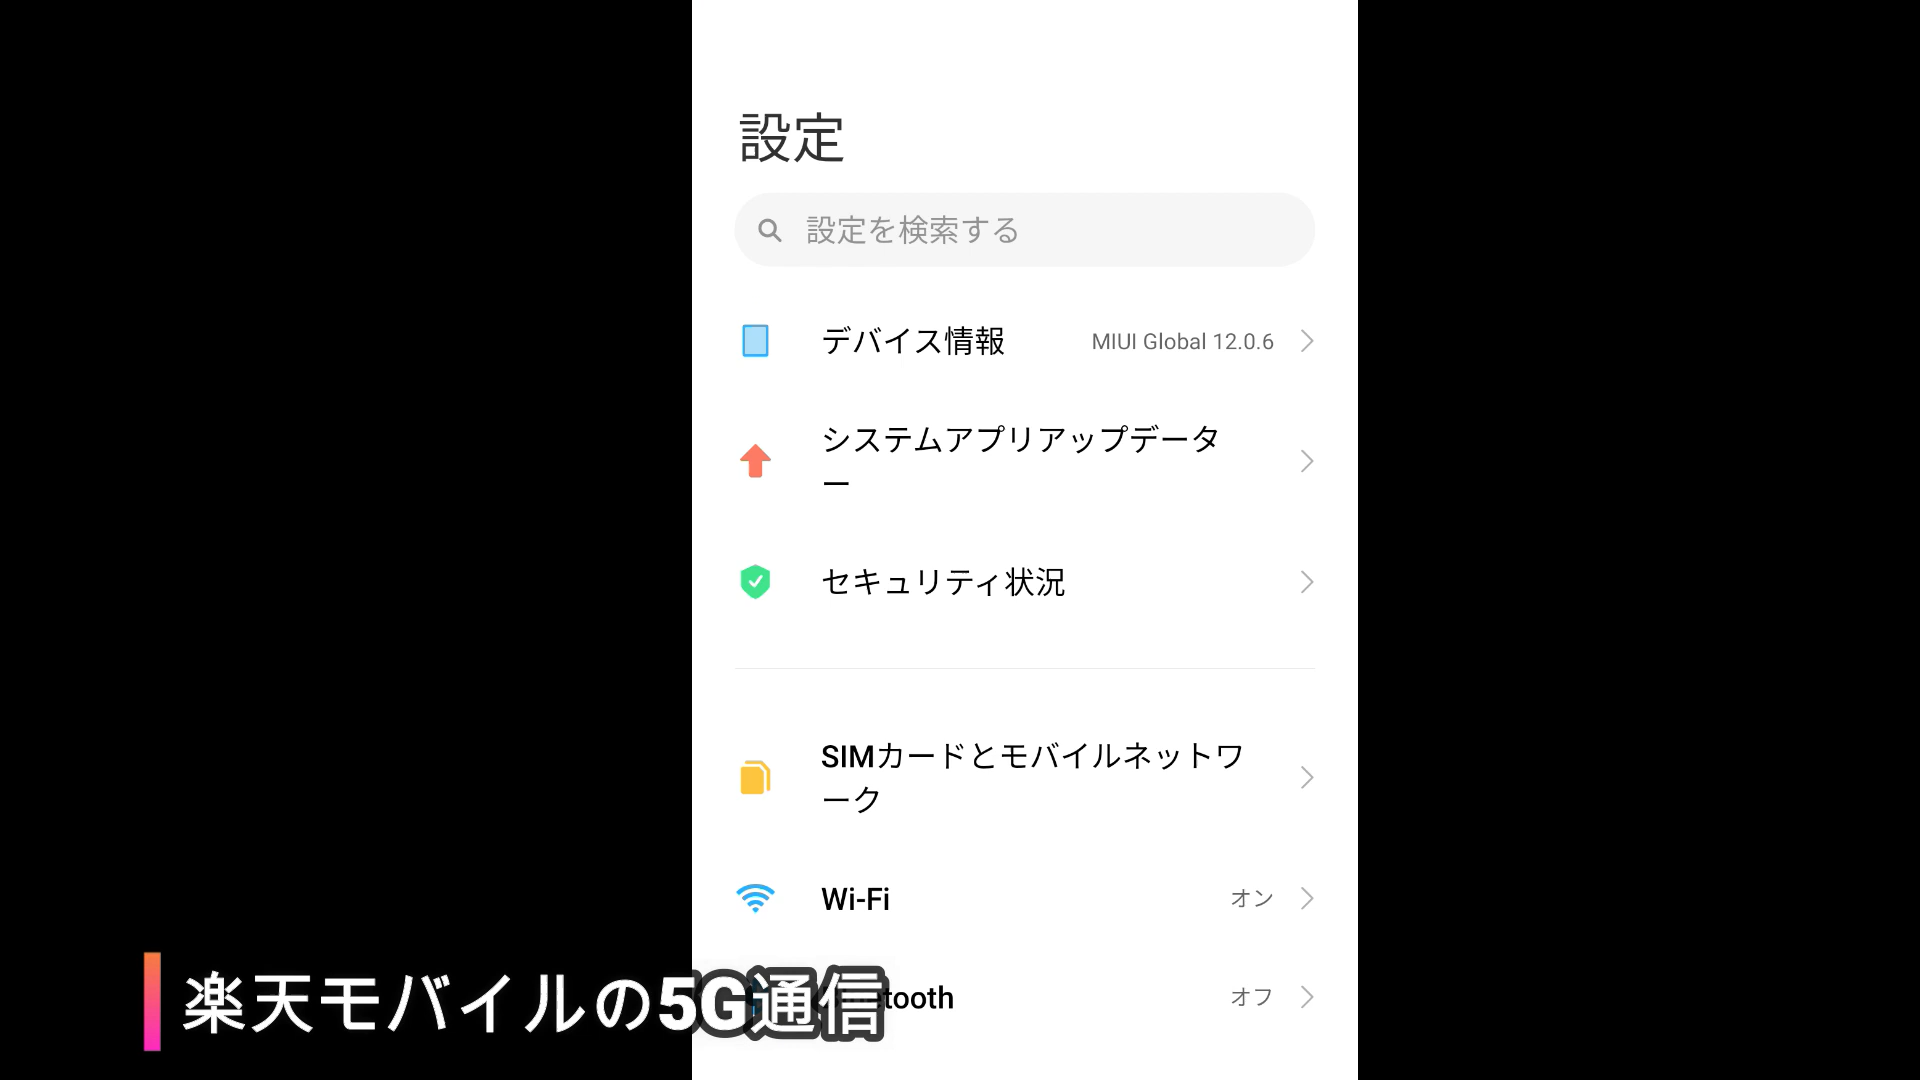 設定
設定を検索する
デバイス情報 MIUI Global 12.0.6
システムアプリアップデータ
ー
セキュリティ状況
SIMカードとモバイルネットワ
ーク
Wi-Fi オン
tooth オフ
楽天モバイルの5G通信